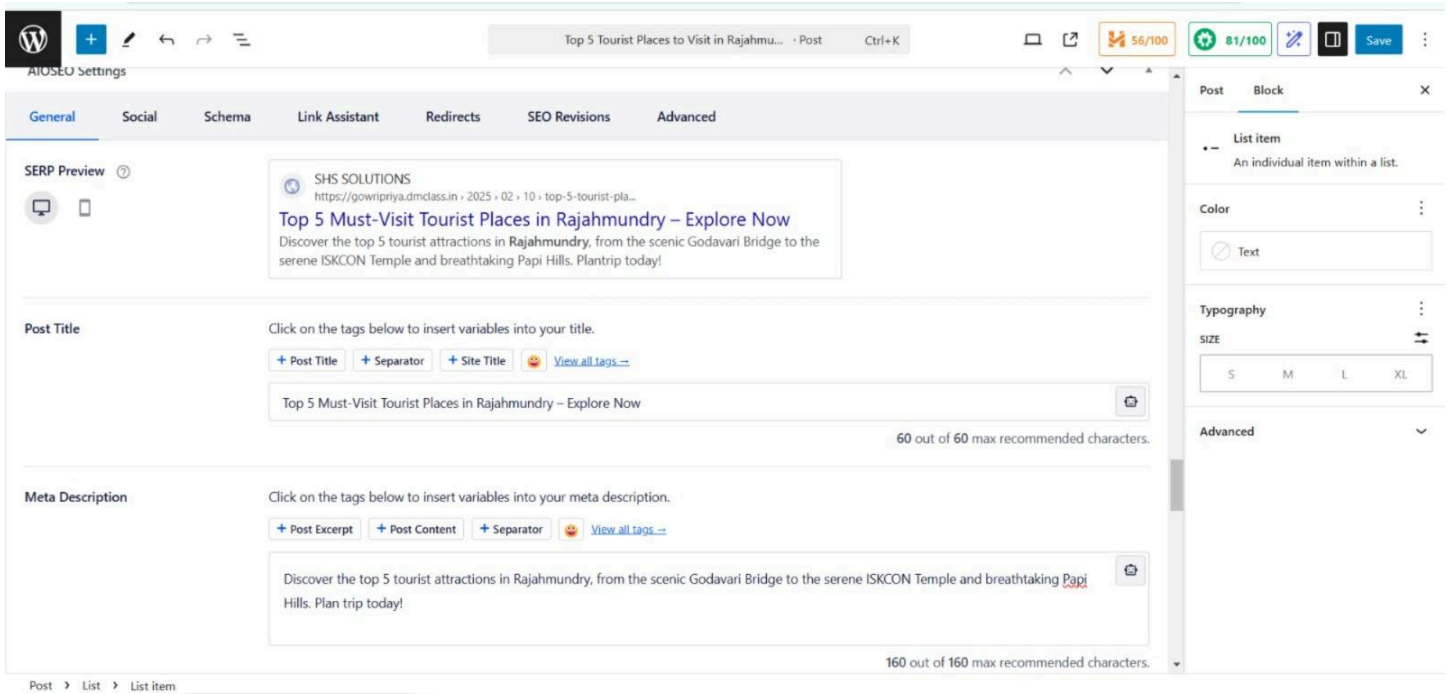 Top 5 Tourist Places to Visit in Rajahmu... · Post Ctrl+K 56/100 81/100 Save
AIOSEO Settings
General Social Schema Link Assistant Redirects SEO Revisions Advanced
SERP Preview
SHS SOLUTIONS
https://gowripriya.dmclass.in › 2025 › 02 › 10 › top-5-tourist-pla...
Top 5 Must-Visit Tourist Places in Rajahmundry – Explore Now
Discover the top 5 tourist attractions in Rajahmundry, from the scenic Godavari Bridge to the
serene ISKCON Temple and breathtaking Papi Hills. Plantrip today!
Post Title
Click on the tags below to insert variables into your title.
+ Post Title + Separator + Site Title View all tags →
Top 5 Must-Visit Tourist Places in Rajahmundry – Explore Now
60 out of 60 max recommended characters.
Meta Description
Click on the tags below to insert variables into your meta description.
+ Post Excerpt + Post Content + Separator View all tags →
Discover the top 5 tourist attractions in Rajahmundry, from the scenic Godavari Bridge to the serene ISKCON Temple and breathtaking Papi
Hills. Plan trip today!
160 out of 160 max recommended characters.
Post Block
List item
An individual item within a list.
Color
Text
Typography
SIZE
S M L XL
Advanced
Post › List › List item